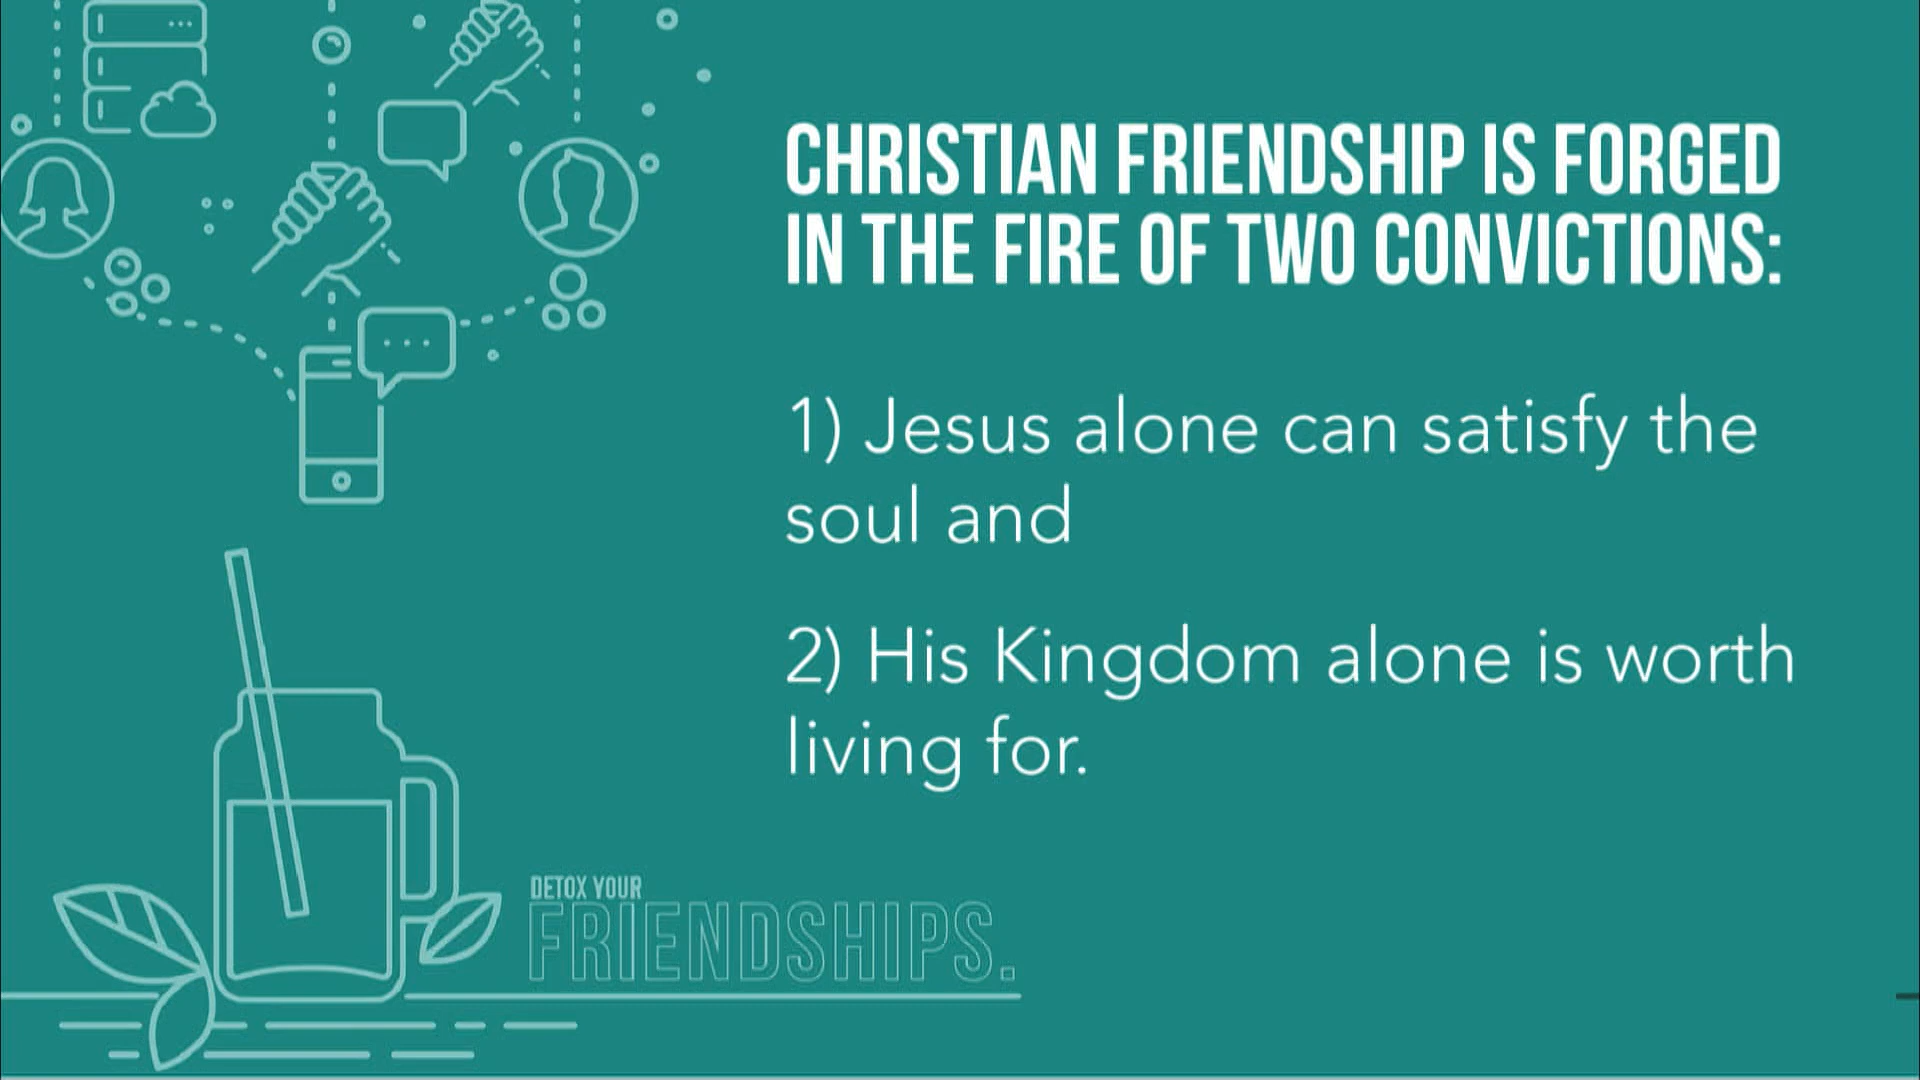 CHRISTIAN FRIENDSHIP IS FORGED
IN THE FIRE OF TWO CONVICTIONS:
1) Jesus alone can satisfy the
soul and
2) His Kingdom alone is worth
living for.
DETOX YOUR
FRIENDSHIPS.